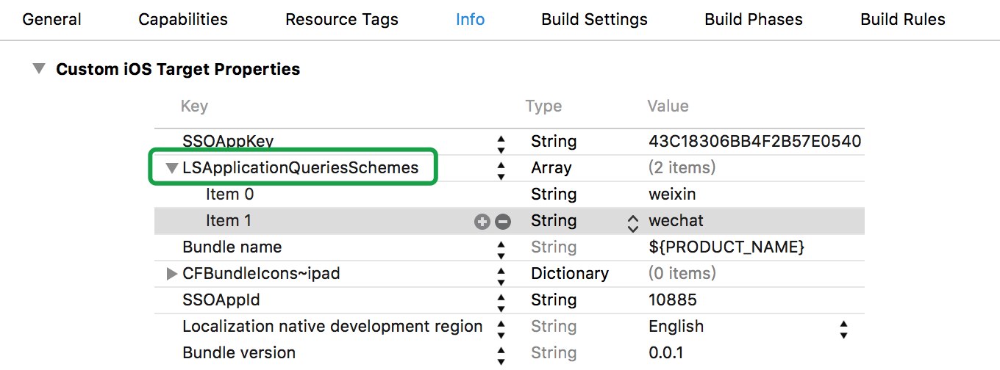 General Capabilities Resource Tags Info Build Settings Build Phases Build Rules
Custom iOS Target Properties
Key Type Value
SSOAppKey String 43C18306BB4F2B57E0540
LSApplicationQueriesSchemes Array (2 items)
Item 0 String weixin
Item 1 String wechat
Bundle name String ${PRODUCT_NAME}
CFBundleIcons~ipad Dictionary (0 items)
SSOAppId String 10885
Localization native development region String English
Bundle version String 0.0.1